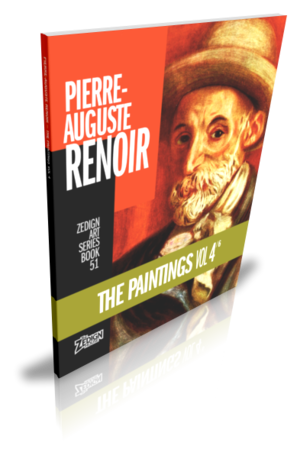 PIERRE-
AUGUSTE
RENOIR
ZEDIGN
ART
SERIES
BOOK
51
THE PAINTINGS VOL 4
ZEDIGN